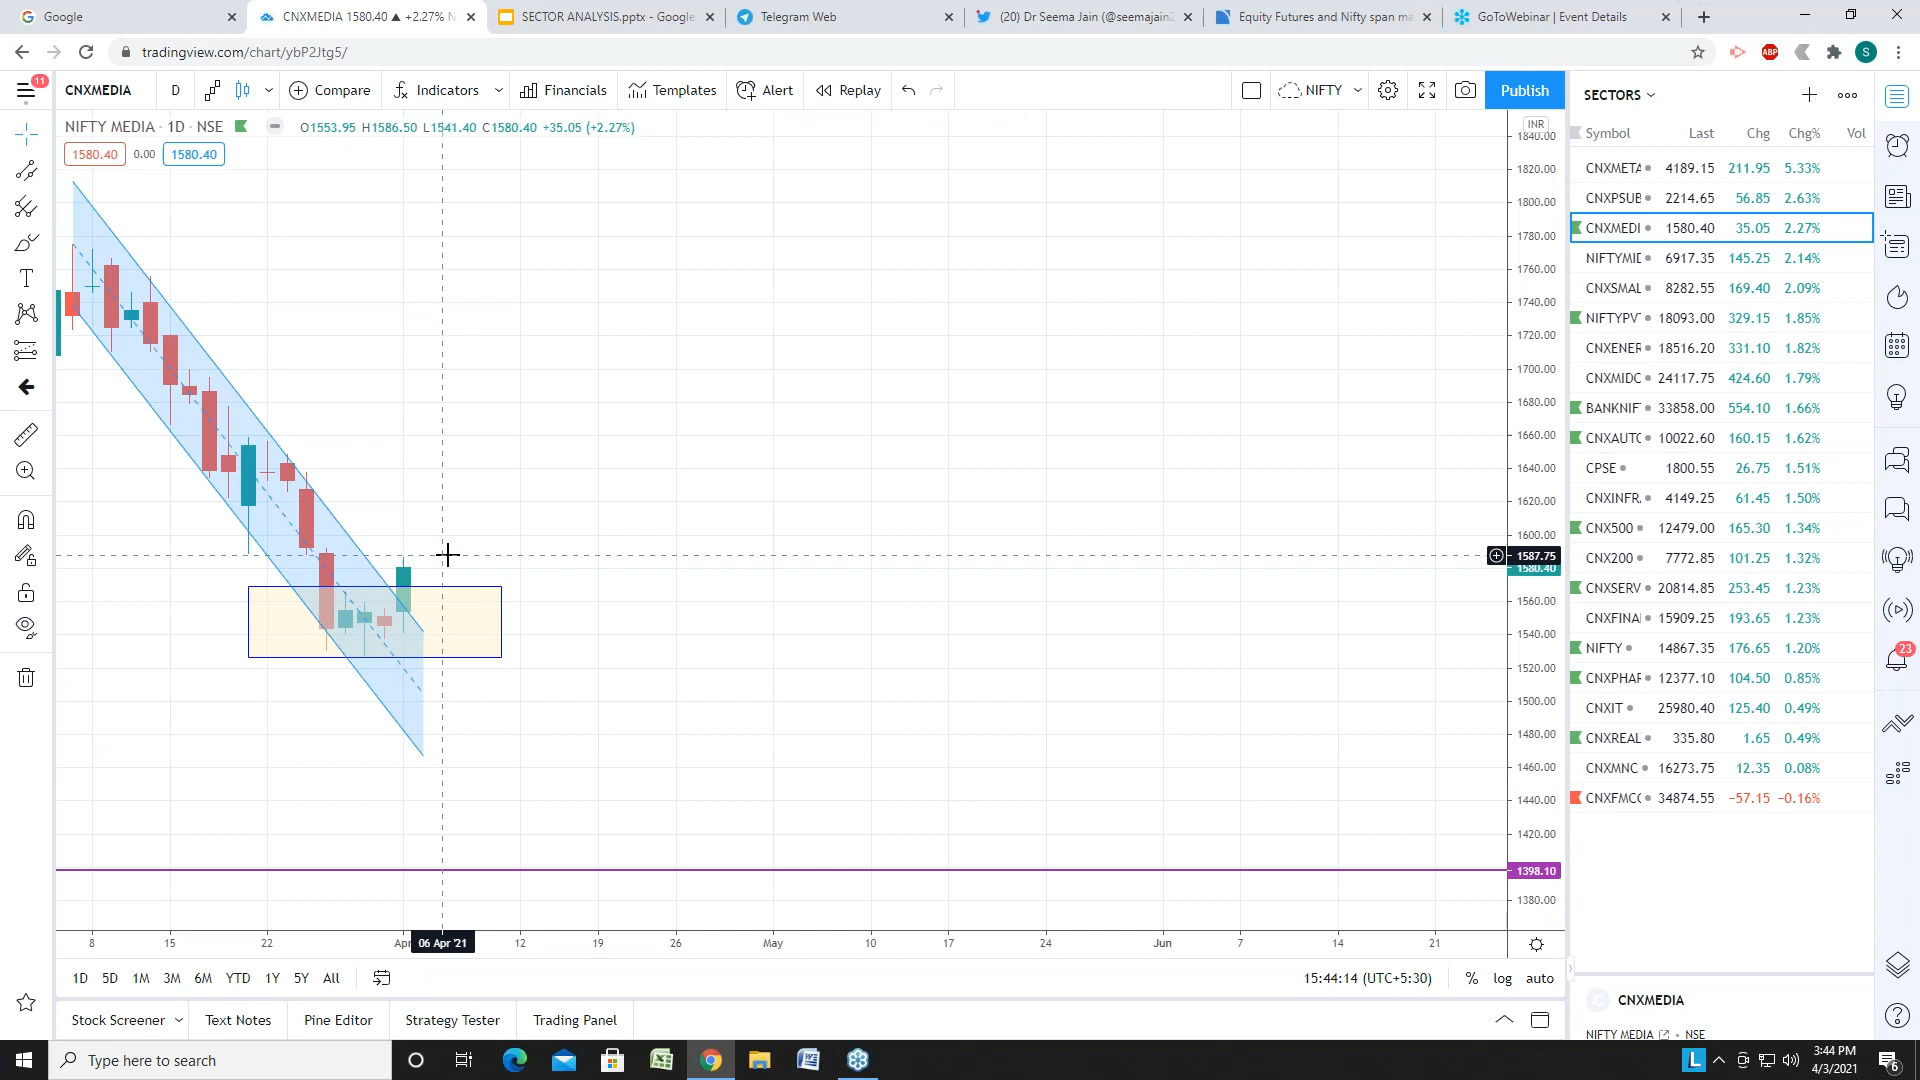 Google
CNXMEDIA 1580.40 ▲ +2.27% N
SECTOR ANALYSIS.pptx - Google
Telegram Web
(20) Dr Seema Jain (@seemajain
Equity Futures and Nifty span ma
GoToWebinar | Event Details
tradingview.com/chart/ybP2Jtg5/
ABP
S
11
CNXMEDIA
D
Compare
Indicators
Financials
Templates
Alert
Replay
NIFTY
Publish
SECTORS
NIFTY MEDIA · 1D · NSE
O1553.95 H1586.50 L1541.40 C1580.40 +35.05 (+2.27%)
1580.40 0.00 1580.40
INR
1840.00
1820.00
1800.00
1780.00
1760.00
1740.00
1720.00
1700.00
1680.00
1660.00
1640.00
1620.00
1600.00
1587.75
1580.40
1560.00
1540.00
1520.00
1500.00
1480.00
1460.00
1440.00
1420.00
1398.10
1380.00
Symbol Last Chg Chg% Vol
CNXMETA 4189.15 211.95 5.33%
CNXPSUB 2214.65 56.85 2.63%
CNXMEDI 1580.40 35.05 2.27%
NIFTYMIE 6917.35 145.25 2.14%
CNXSMAL 8282.55 169.40 2.09%
NIFTYPV 18093.00 329.15 1.85%
CNXENER 18516.20 331.10 1.82%
CNXMIDC 24117.75 424.60 1.79%
BANKNIF 33858.00 554.10 1.66%
CNXAUTC 10022.60 160.15 1.62%
CPSE 1800.55 26.75 1.51%
CNXINFR 4149.25 61.45 1.50%
CNX500 12479.00 165.30 1.34%
CNX200 7772.85 101.25 1.32%
CNXSERV 20814.85 253.45 1.23%
CNXFINA 15909.25 193.65 1.23%
NIFTY 14867.35 176.65 1.20%
CNXPHAF 12377.10 104.50 0.85%
CNXIT 25980.40 125.40 0.49%
CNXREAL 335.80 1.65 0.49%
CNXMNC 16273.75 12.35 0.08%
CNXFMCC 34874.55 −57.15 −0.16%
23
8 15 22 Apr 06 Apr '21 12 19 26 May 10 17 24 Jun 7 14 21
1D 5D 1M 3M 6M YTD 1Y 5Y All
15:44:14 (UTC+5:30) % log auto
CNXMEDIA
NIFTY MEDIA · NSE
Stock Screener
Text Notes
Pine Editor
Strategy Tester
Trading Panel
Type here to search
L
3:44 PM
4/3/2021
6